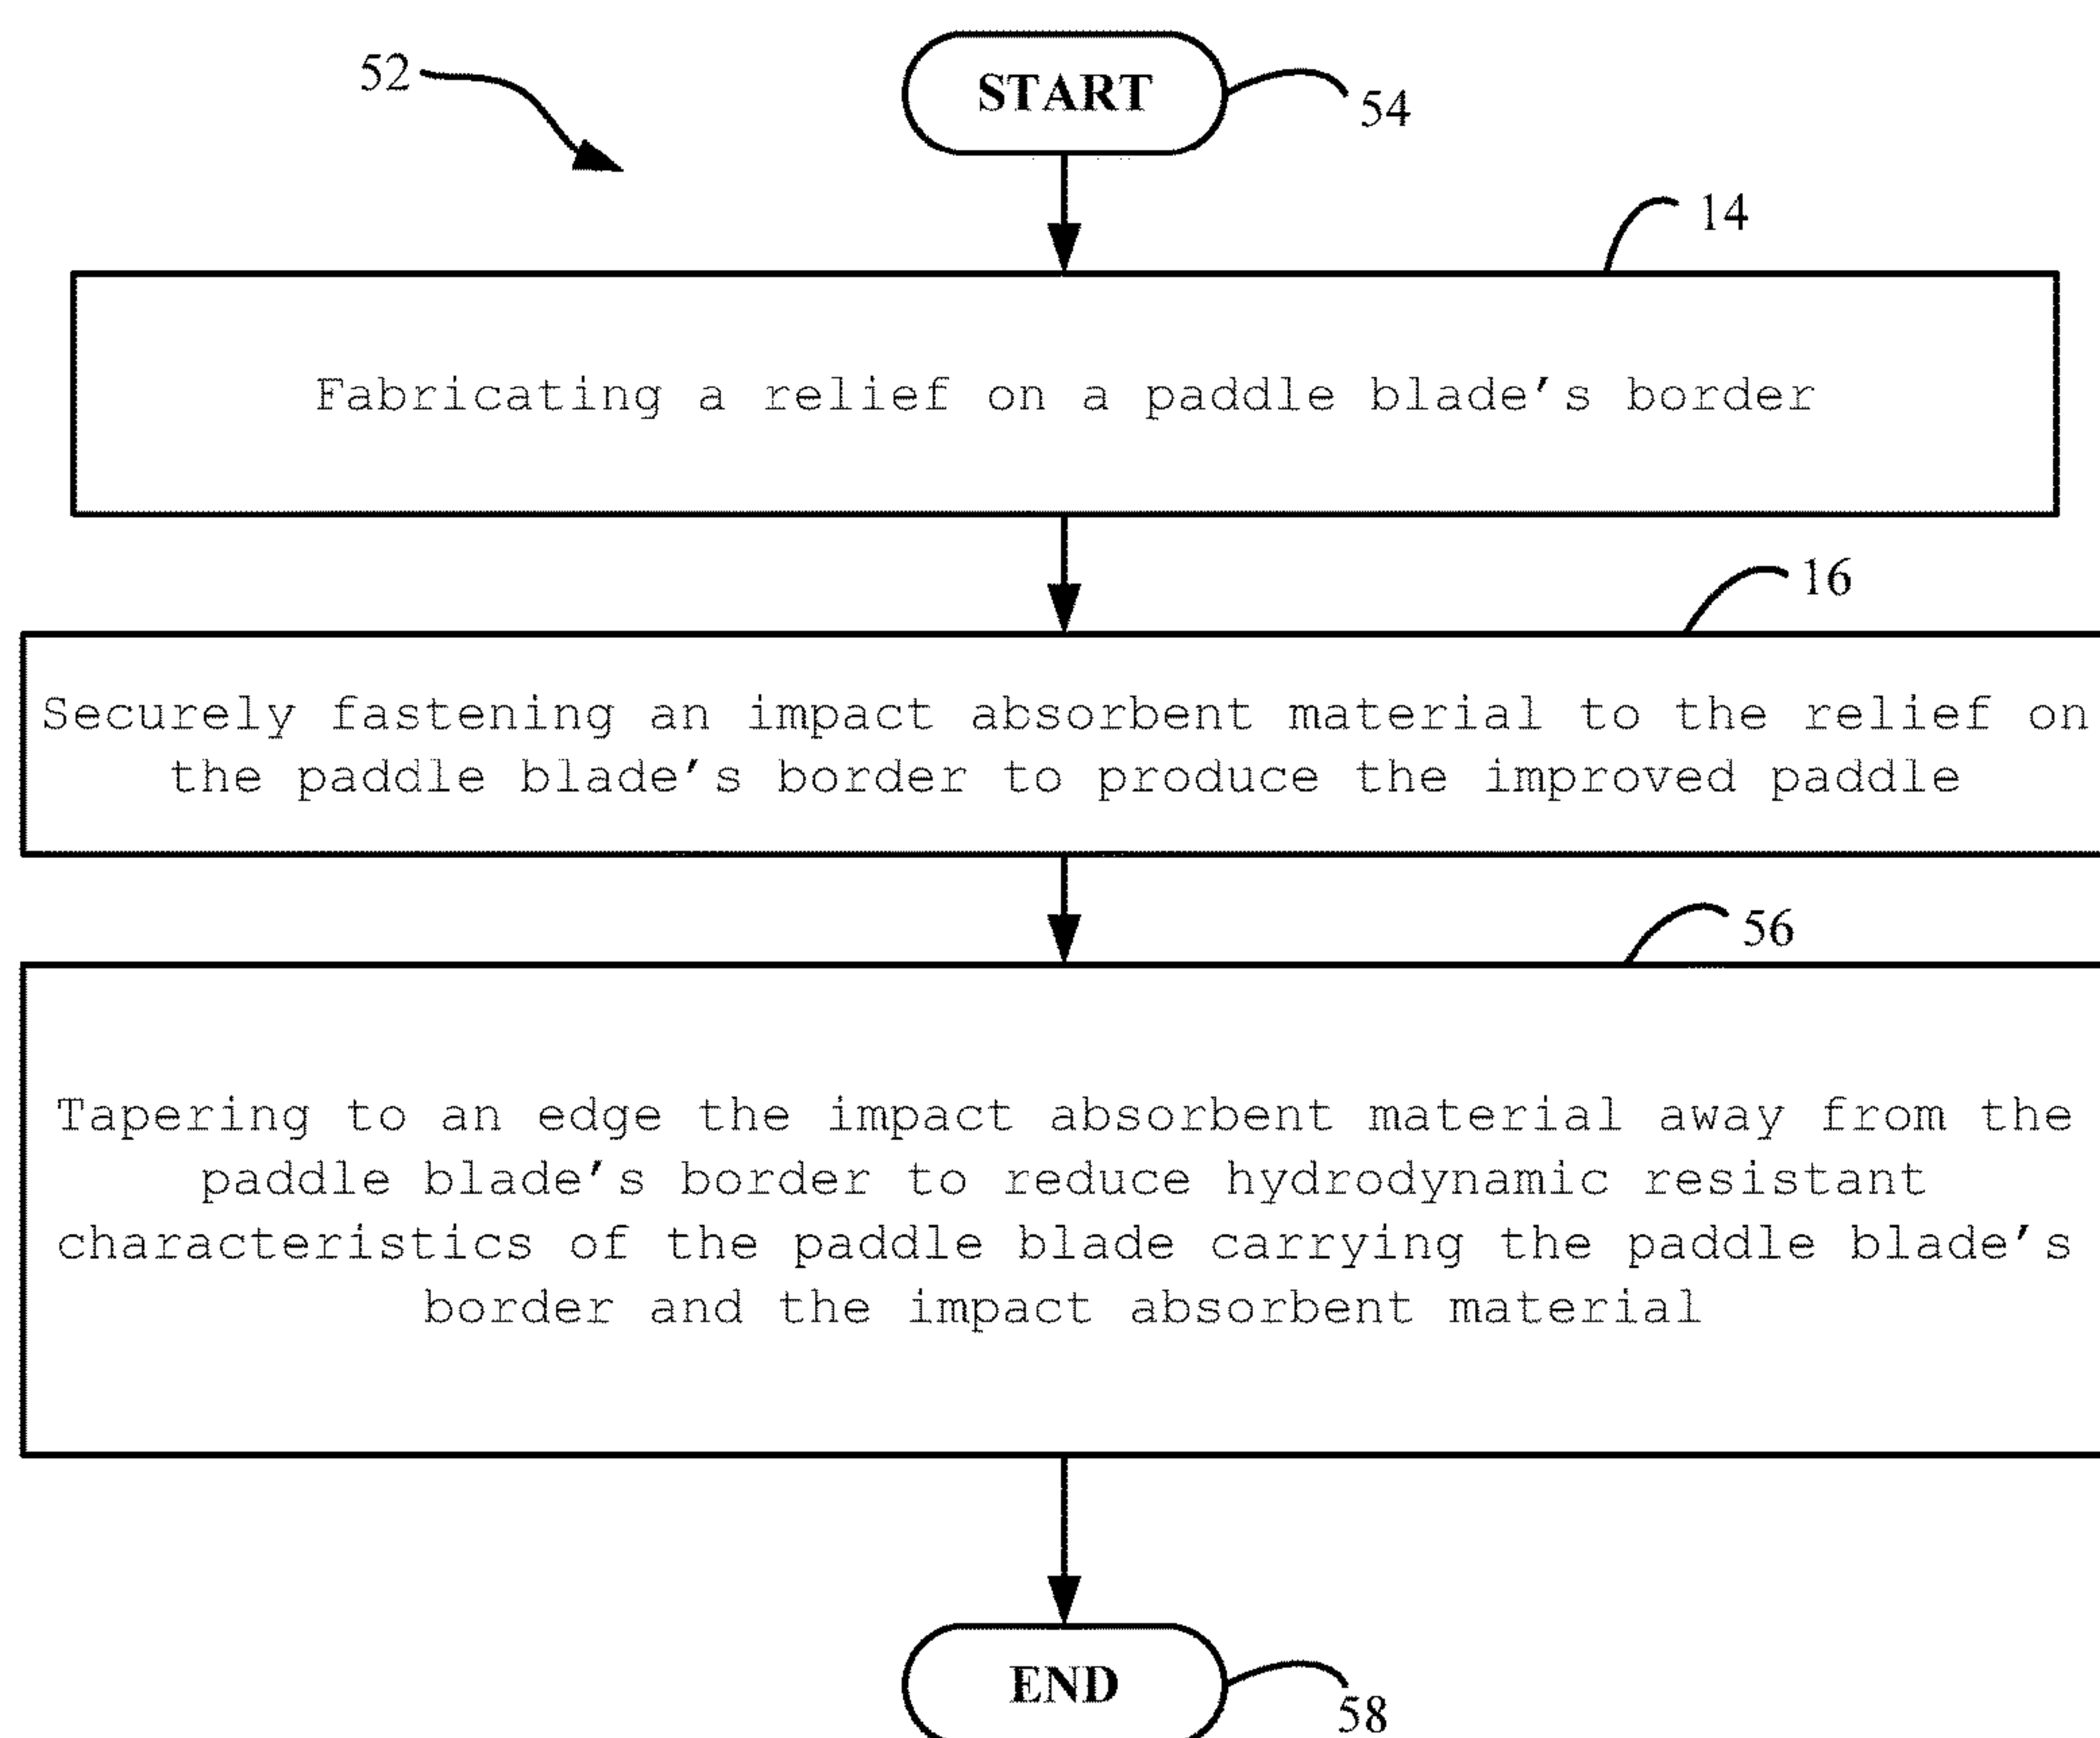 52
START
54
14
Fabricating a relief on a paddle blade's border
16
Securely fastening an impact absorbent material to the relief on
the paddle blade's border to produce the improved paddle
56
Tapering to an edge the impact absorbent material away from the
paddle blade's border to reduce hydrodynamic resistant
characteristics of the paddle blade carrying the paddle blade's
border and the impact absorbent material
END
58